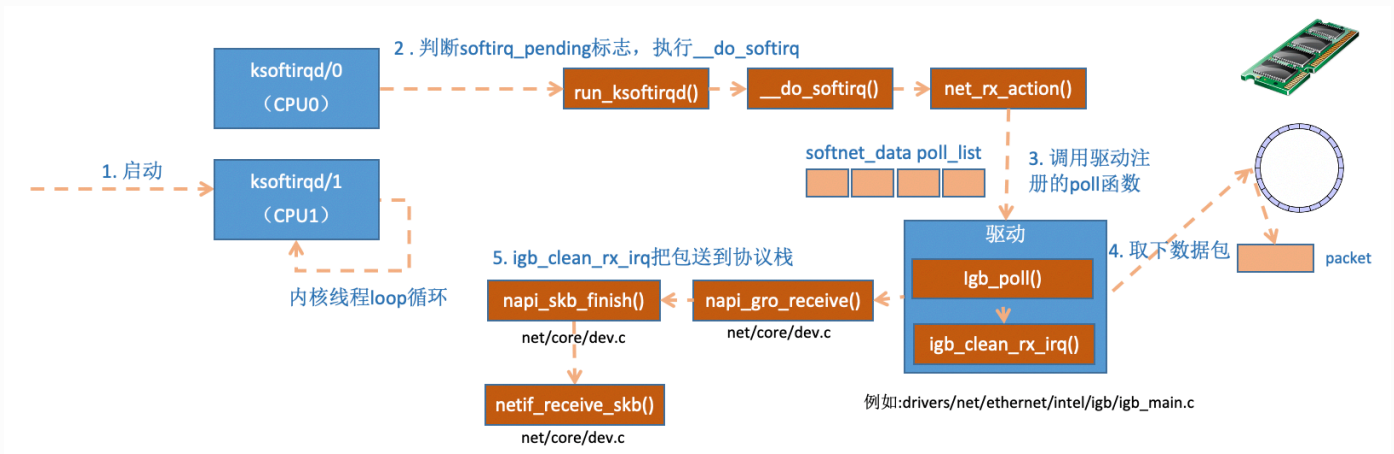 ksoftirqd/0
（CPU0）
2 . 判断softirq_pending标志，执行__do_softirq
run_ksoftirqd()
__do_softirq()
net_rx_action()
1. 启动
ksoftirqd/1
（CPU1）
内核线程loop循环
softnet_data poll_list
3. 调用驱动注
册的poll函数
驱动
Igb_poll()
igb_clean_rx_irq()
4. 取下数据包
packet
5. igb_clean_rx_irq把包送到协议栈
napi_skb_finish()
net/core/dev.c
napi_gro_receive()
net/core/dev.c
netif_receive_skb()
net/core/dev.c
例如:drivers/net/ethernet/intel/igb/igb_main.c